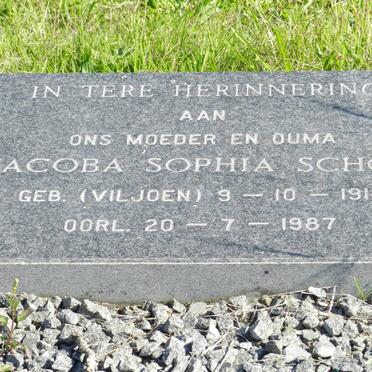 IN TERE HERINNERING
AAN
ONS MOEDER EN OUMA
ACOBA SOPHIA SCHO
GEB. (VILJOEN) 9 – 10 – 191
OORL. 20 – 7 – 1987